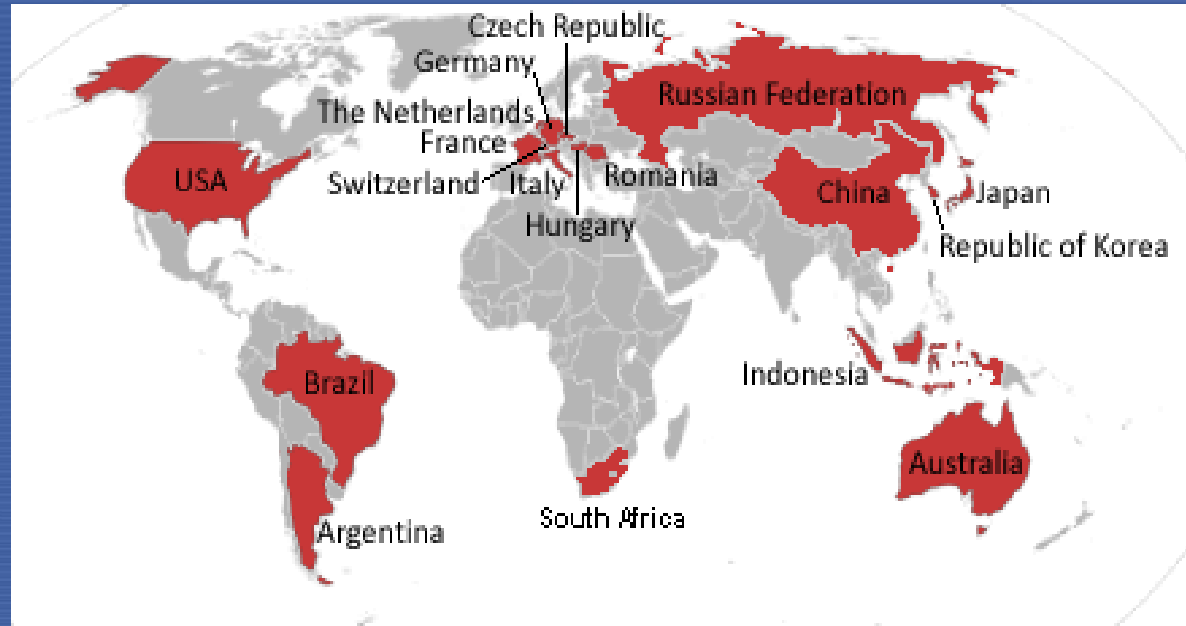 Czech Republic
Germany
Russian Federation
The Netherlands
France
USA
Switzerland
Italy
Romania
China
Japan
Hungary
Republic of Korea
Indonesia
Brazil
Australia
South Africa
Argentina